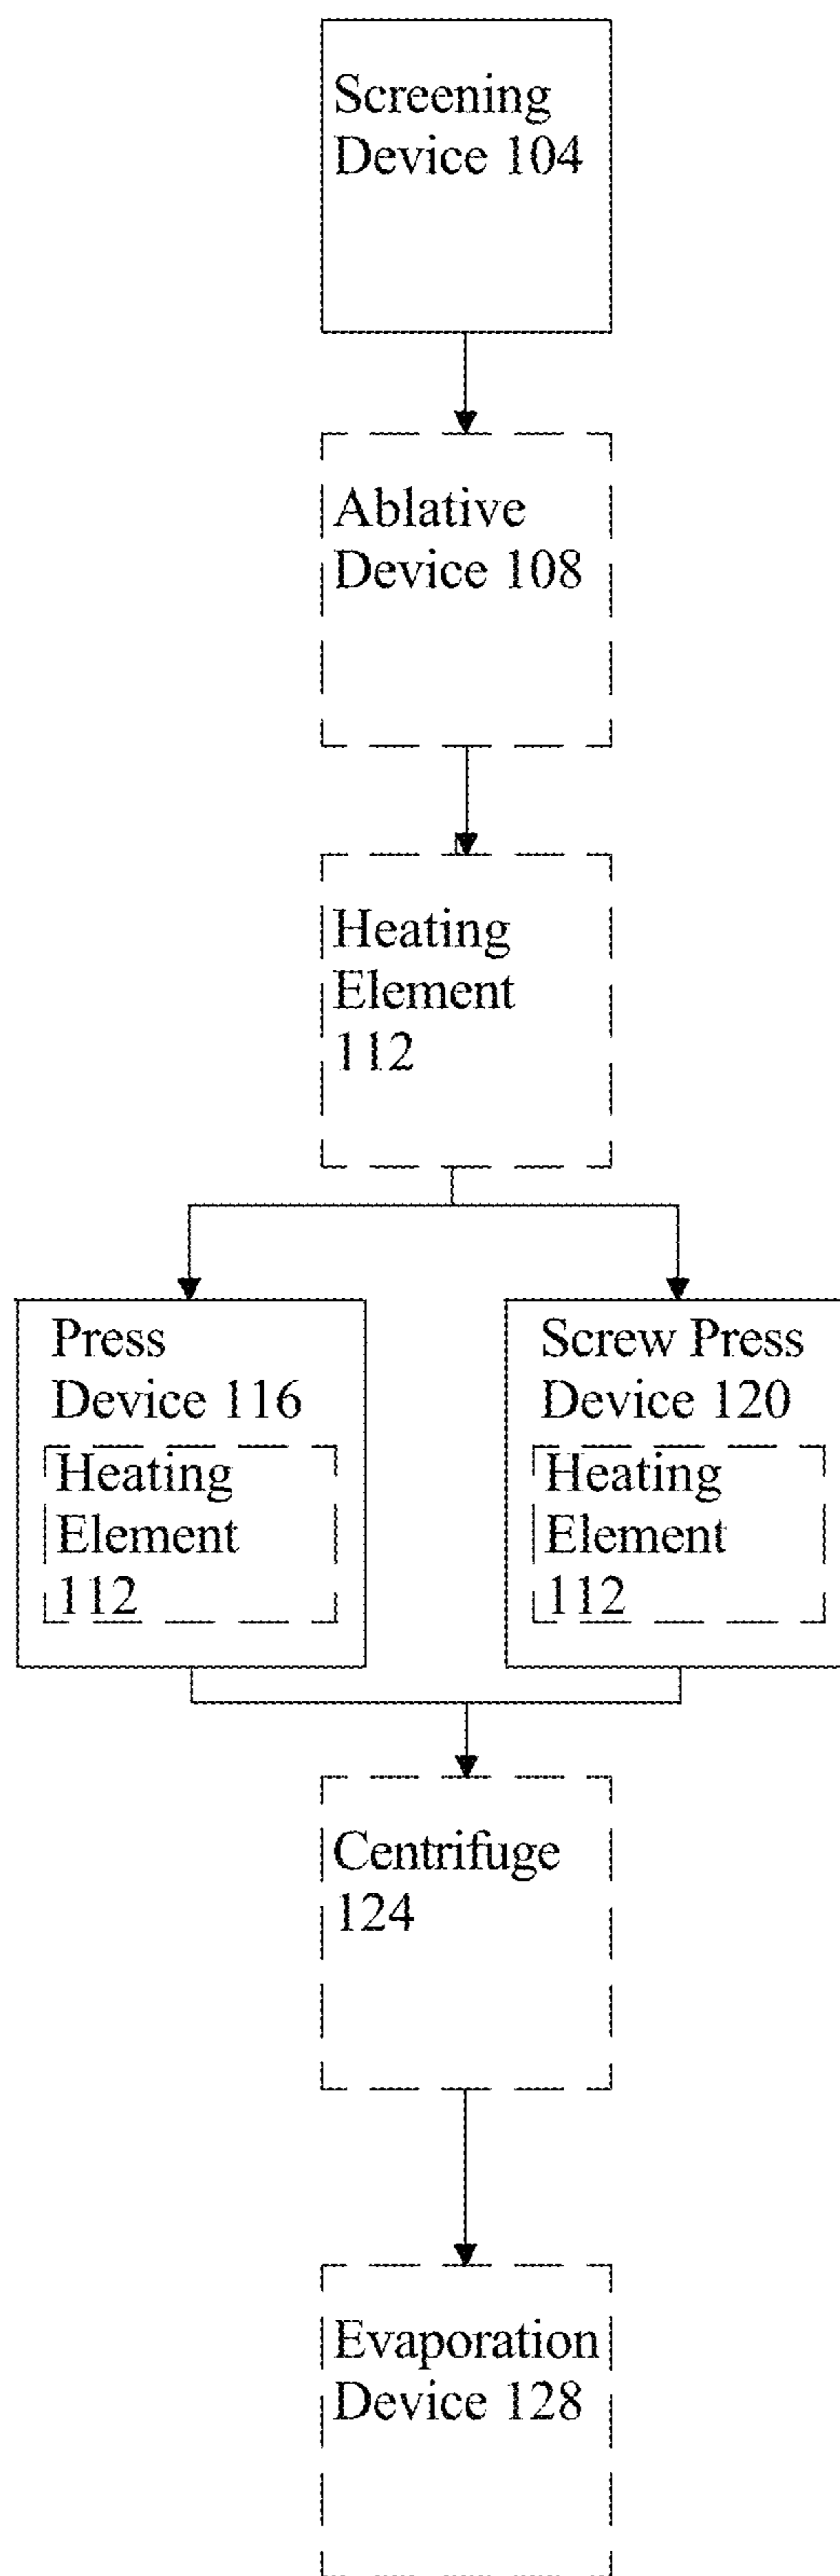 Screening
Device 104
Ablative
Device 108
Heating
Element
112
Press
Device 116
Heating
Element
112
Screw Press
Device 120
Heating
Element
112
Centrifuge
124
Evaporation
Device 128